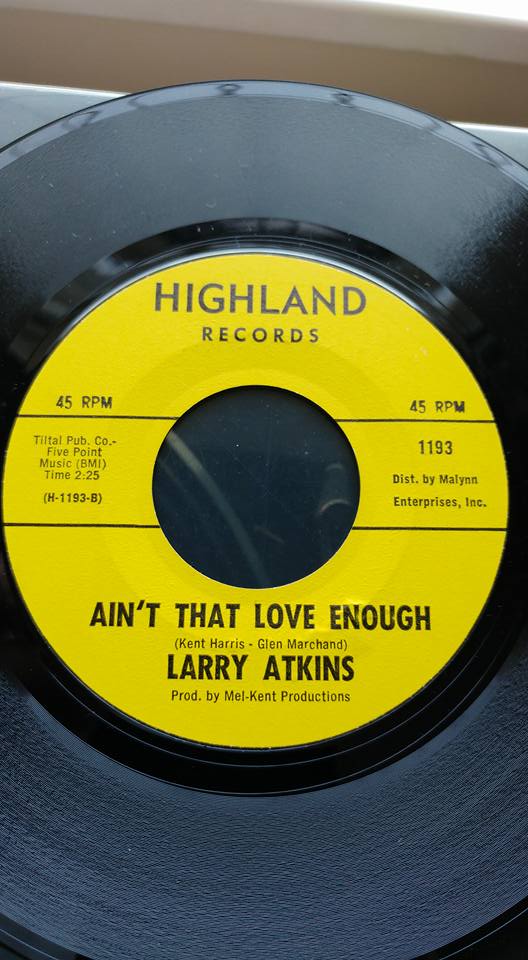 HIGHLAND
RECORDS
45 RPM
45 RPM
Tiltal Pub. Co.-
Five Point
Music (BMI)
Time 2:25
(H-1193-B)
1193
Dist. by Malynn
Enterprises, Inc.
AIN'T THAT LOVE ENOUGH
(Kent Harris - Glen Marchand)
LARRY ATKINS
Prod. by Mel-Kent Productions